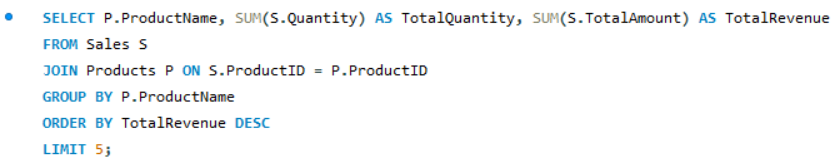 SELECT P.ProductName, SUM(S.Quantity) AS TotalQuantity, SUM(S.TotalAmount) AS TotalRevenue
FROM Sales S
JOIN Products P ON S.ProductID = P.ProductID
GROUP BY P.ProductName
ORDER BY TotalRevenue DESC
LIMIT 5;